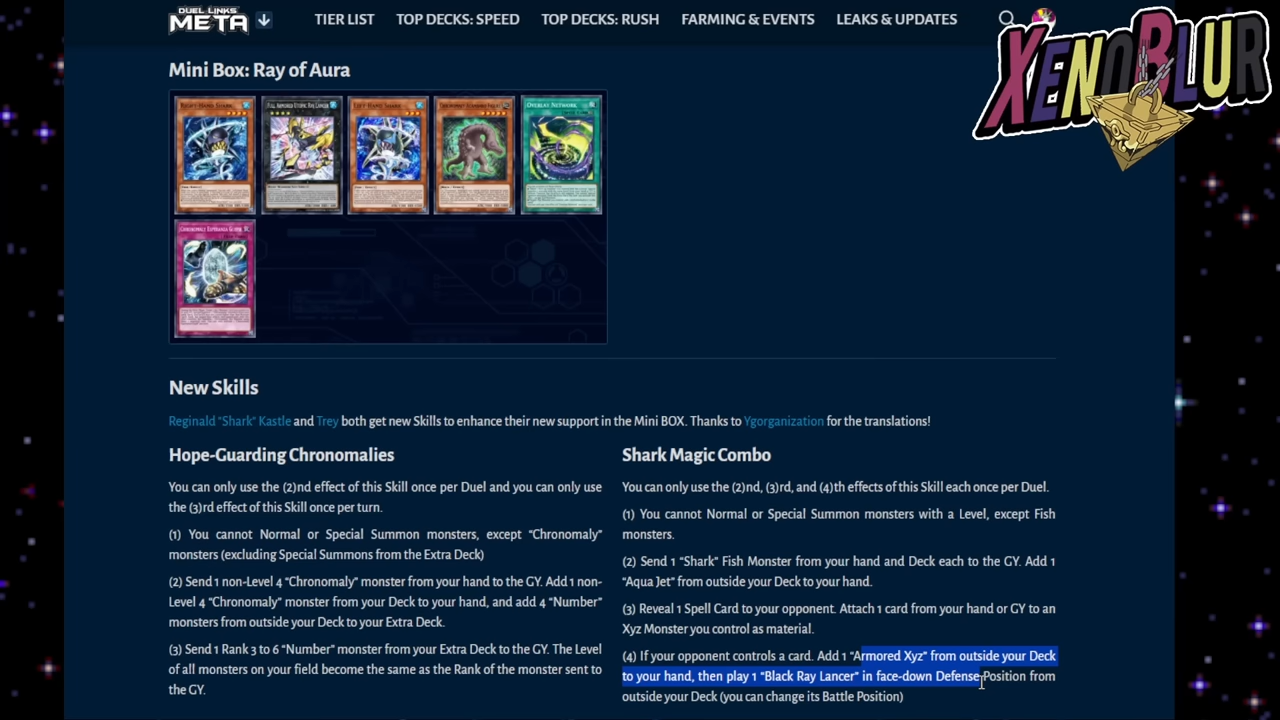 DUEL LINKS
META
TIER LIST
TOP DECKS: SPEED
TOP DECKS: RUSH
FARMING & EVENTS
LEAKS & UPDATES
XENOBLUR
Mini Box: Ray of Aura
RIGHT-HAND SHARK
FULL ARMORED UTOPIC RAY LANCER
LEFT-HAND SHARK
OVERLAY NETWORK
New Skills
Reginald "Shark" Kastle and Trey both get new Skills to enhance their new support in the Mini BOX. Thanks to Ygorganization for the translations!
Hope-Guarding Chronomalies
You can only use the (2)nd effect of this Skill once per Duel and you can only use
the (3)rd effect of this Skill once per turn.
(1) You cannot Normal or Special Summon monsters, except “Chronomaly”
monsters (excluding Special Summons from the Extra Deck)
(2) Send 1 non-Level 4 “Chronomaly” monster from your hand to the GY. Add 1 non-
Level 4 “Chronomaly” monster from your Deck to your hand, and add 4 “Number”
monsters from outside your Deck to your Extra Deck.
(3) Send 1 Rank 3 to 6 “Number” monster from your Extra Deck to the GY. The Level
of all monsters on your field become the same as the Rank of the monster sent to
the GY.
Shark Magic Combo
You can only use the (2)nd, (3)rd, and (4)th effects of this Skill each once per Duel.
(1) You cannot Normal or Special Summon monsters with a Level, except Fish
monsters.
(2) Send 1 “Shark” Fish Monster from your hand and Deck each to the GY. Add 1
“Aqua Jet” from outside your Deck to your hand.
(3) Reveal 1 Spell Card to your opponent. Attach 1 card from your hand or GY to an
Xyz Monster you control as material.
(4) If your opponent controls a card. Add 1 “Armored Xyz” from outside your Deck
to your hand, then play 1 “Black Ray Lancer” in face-down Defense Position from
outside your Deck (you can change its Battle Position)